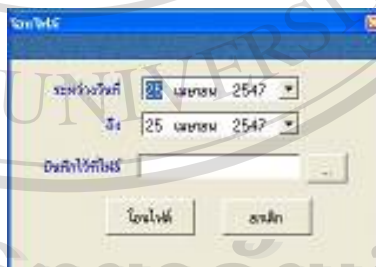 โอนไฟล์
ระหว่างวันที่ 25 เมษายน 2547
ถึง 25 เมษายน 2547
บันทึกไว้ที่ไฟล์ ...
โอนไฟล์ ยกเลิก